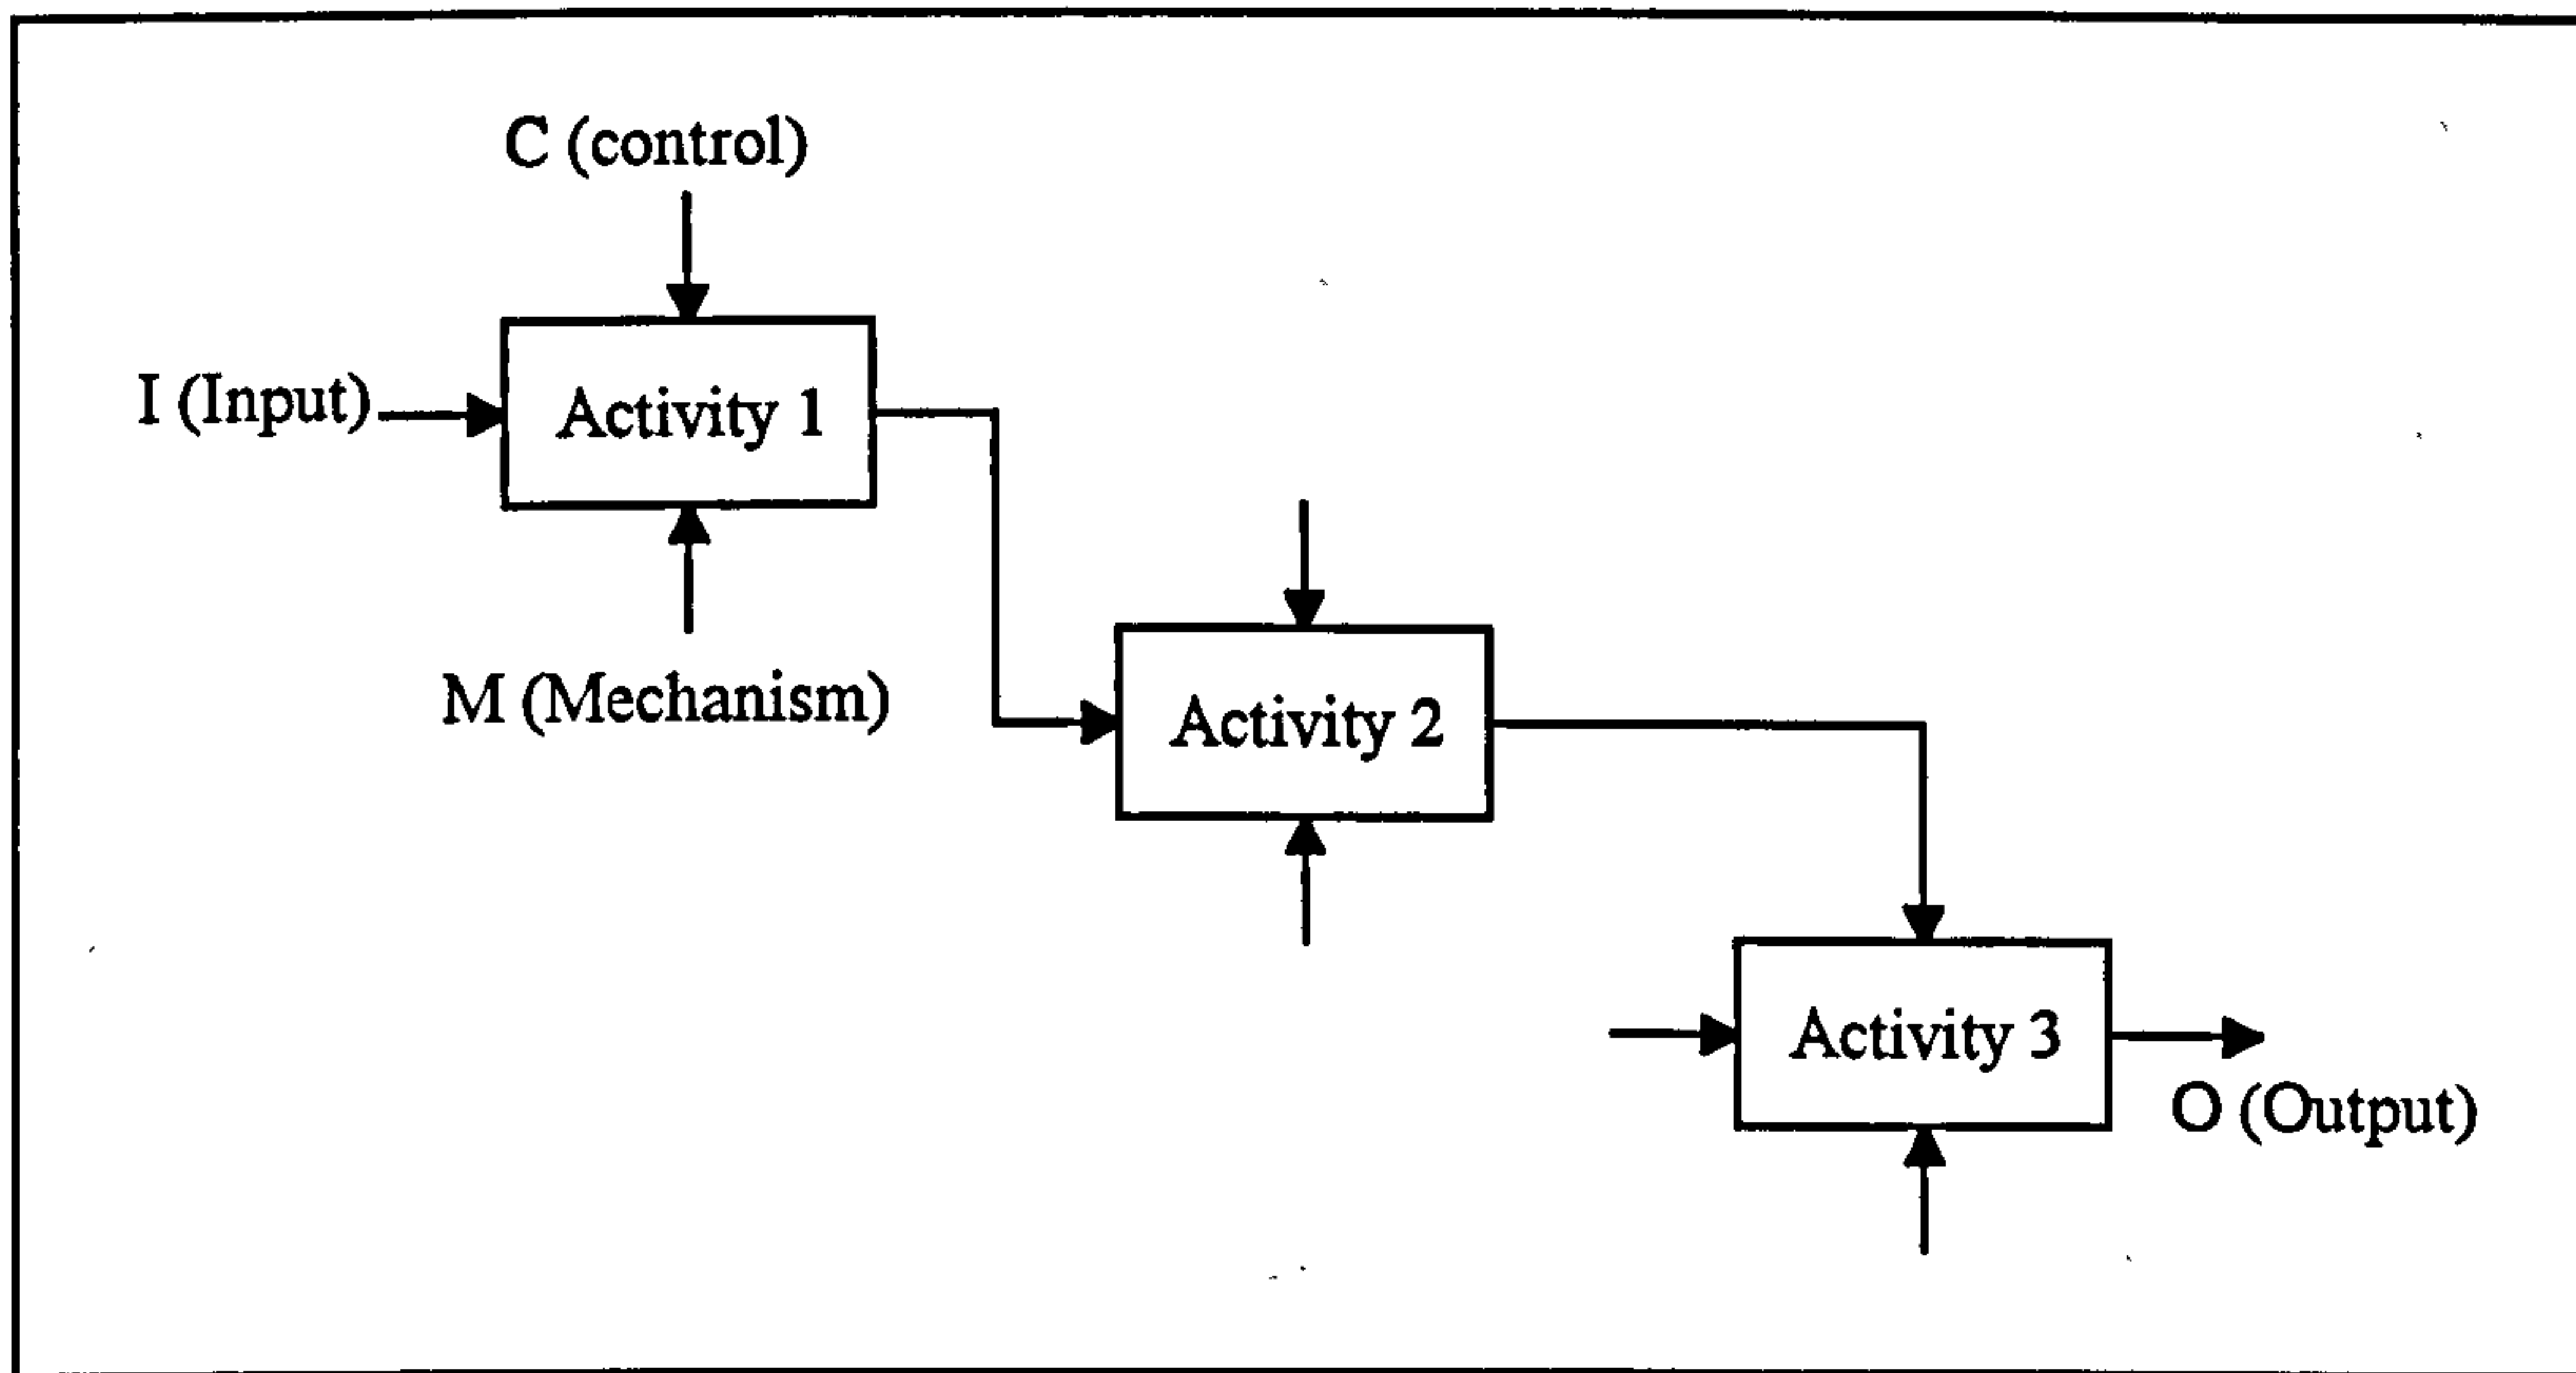 C (control)
I (Input)
Activity 1
M (Mechanism)
Activity 2
Activity 3
O (Output)